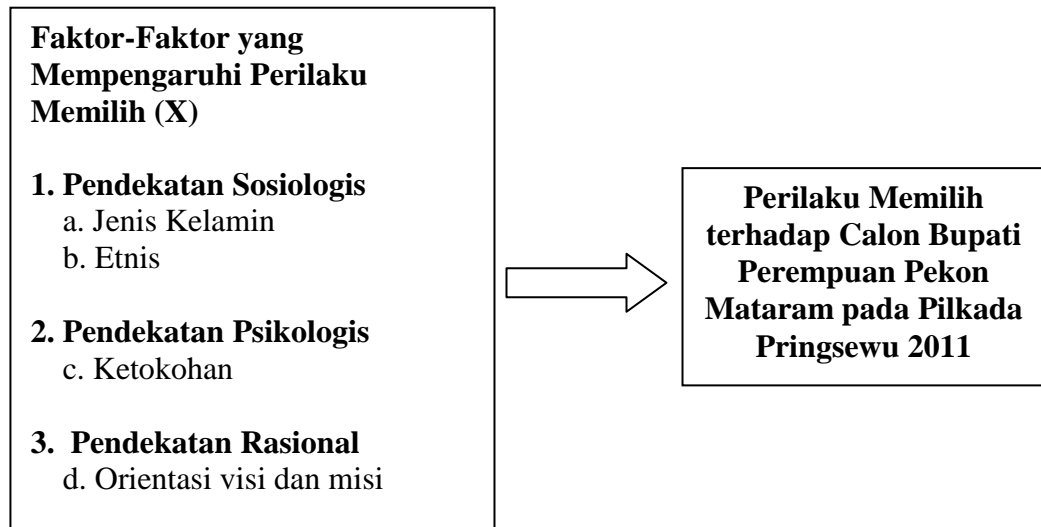 Faktor-Faktor yang
Mempengaruhi Perilaku
Memilih (X)
1. Pendekatan Sosiologis
a. Jenis Kelamin
b. Etnis
2. Pendekatan Psikologis
c. Ketokohan
3. Pendekatan Rasional
d. Orientasi visi dan misi
Perilaku Memilih
terhadap Calon Bupati
Perempuan Pekon
Mataram pada Pilkada
Pringsewu 2011